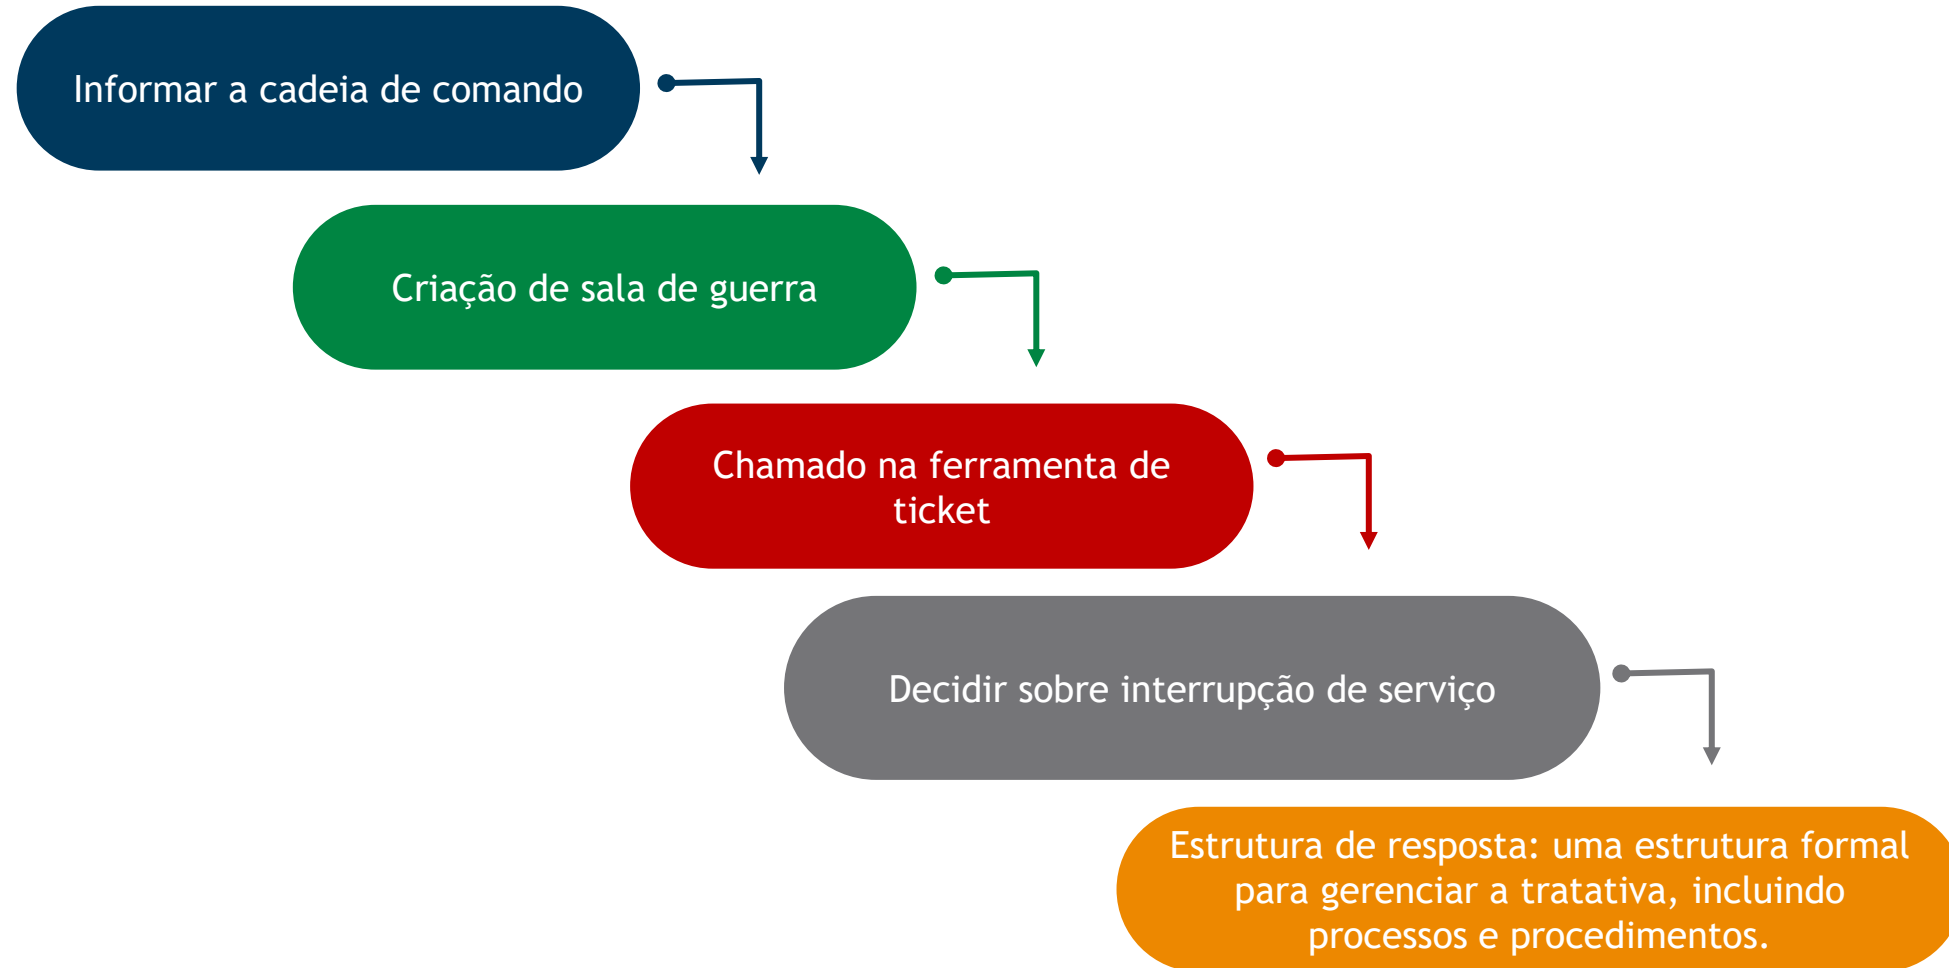 Informar a cadeia de comando
Criação de sala de guerra
Chamado na ferramenta de
ticket
Decidir sobre interrupção de serviço
Estrutura de resposta: uma estrutura formal
para gerenciar a tratativa, incluindo
processos e procedimentos.